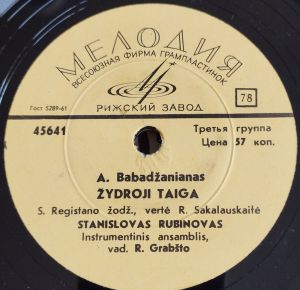 МЕЛОДИЯ
ВСЕСОЮЗНАЯ ФИРМА ГРАМПЛАСТИНОК
Гост 5289-61
РИЖСКИЙ ЗАВОД
78
45641
Третья группа
Цена 57 коп.
A. Babadžanianas
ŽYDROJI TAIGA
S. Registano žodž., vertė R. Sakalauskaitė
STANISLOVAS RUBINOVAS
Instrumentinis ansamblis,
vad. R. Grabšto